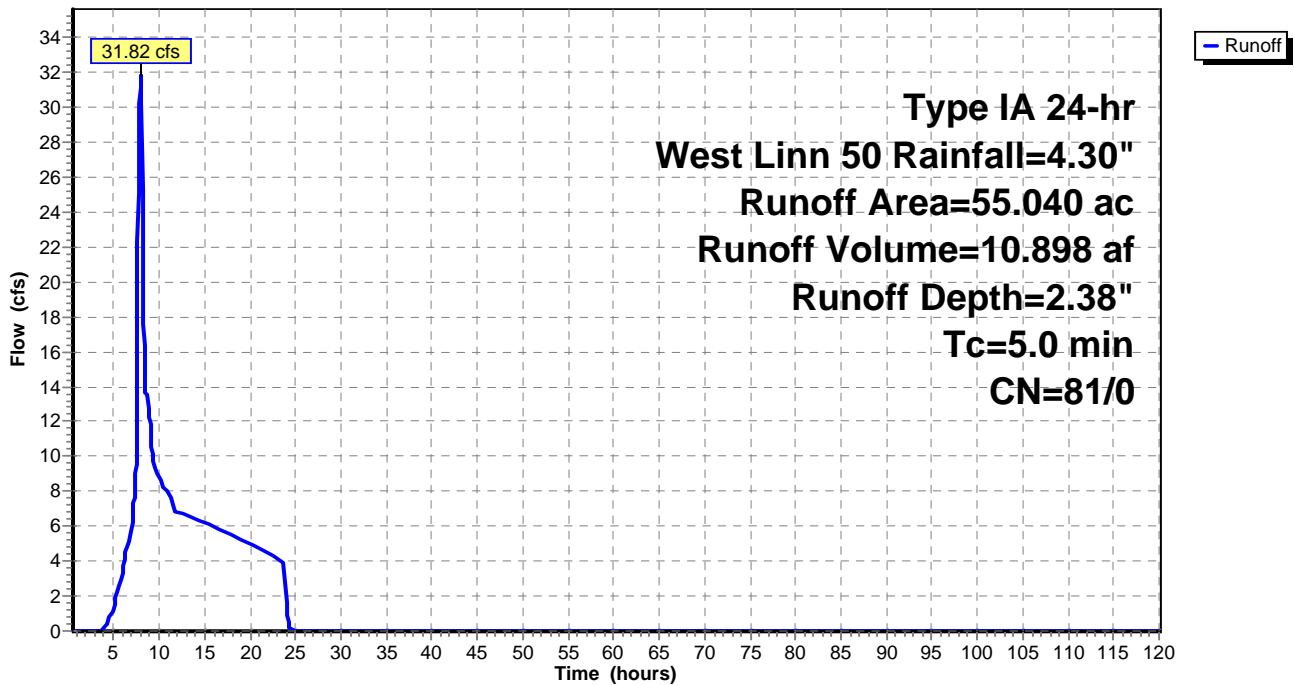 31.82 cfs
Runoff
Type IA 24-hr
West Linn 50 Rainfall=4.30"
Runoff Area=55.040 ac
Runoff Volume=10.898 af
Runoff Depth=2.38"
Tc=5.0 min
CN=81/0
Flow (cfs)
34
32
30
28
26
24
22
20
18
16
14
12
10
8
6
4
2
0
5 10 15 20 25 30 35 40 45 50 55 60 65 70 75 80 85 90 95 100 105 110 115 120
Time (hours)